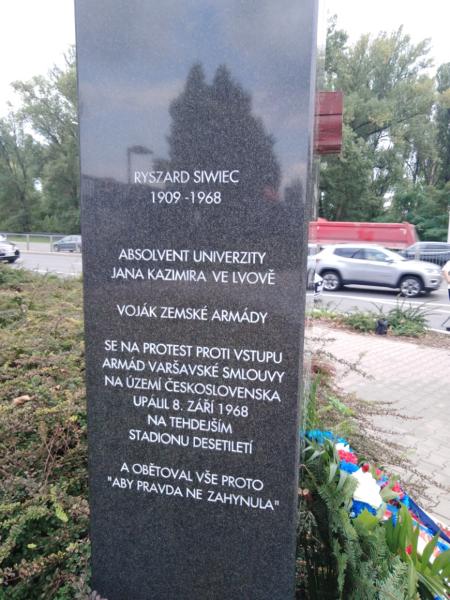 RYSZARD SIWIEC
1909 -1968
ABSOLVENT UNIVERZITY
JANA KAZIMIRA VE LVOVĚ
VOJÁK ZEMSKÉ ARMÁDY
SE NA PROTEST PROTI VSTUPU
ARMÁD VARŠAVSKÉ SMLOUVY
NA ÚZEMÍ ČESKOSLOVENSKA
UPÁLIL 8. ZÁŘÍ 1968
NA TEHDEJŠÍM
STADIONU DESETILETÍ
A OBĚTOVAL VŠE PROTO
"ABY PRAVDA NE ZAHYNULA"